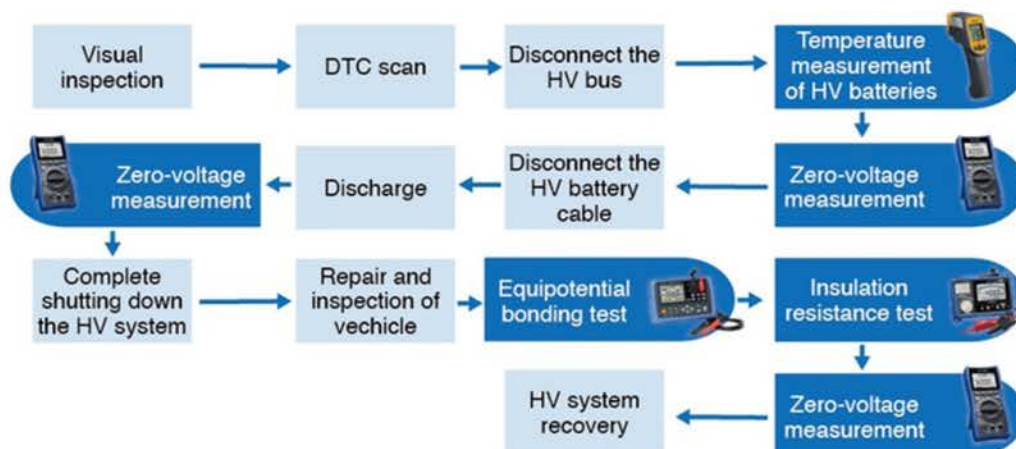 Visual
inspection
DTC scan
Disconnect the
HV bus
Temperature
measurement
of HV batteries
Zero-voltage
measurement
Disconnect the
HV battery
cable
Discharge
Zero-voltage
measurement
Complete
shutting down
the HV system
Repair and
inspection of
vechicle
Equipotential
bonding test
Insulation
resistance test
Zero-voltage
measurement
HV system
recovery